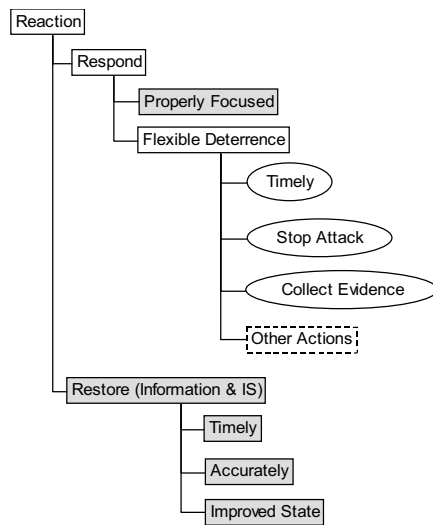 Reaction
Respond
Properly Focused
Flexible Deterrence
Timely
Stop Attack
Collect Evidence
Other Actions
Restore (Information & IS)
Timely
Accurately
Improved State